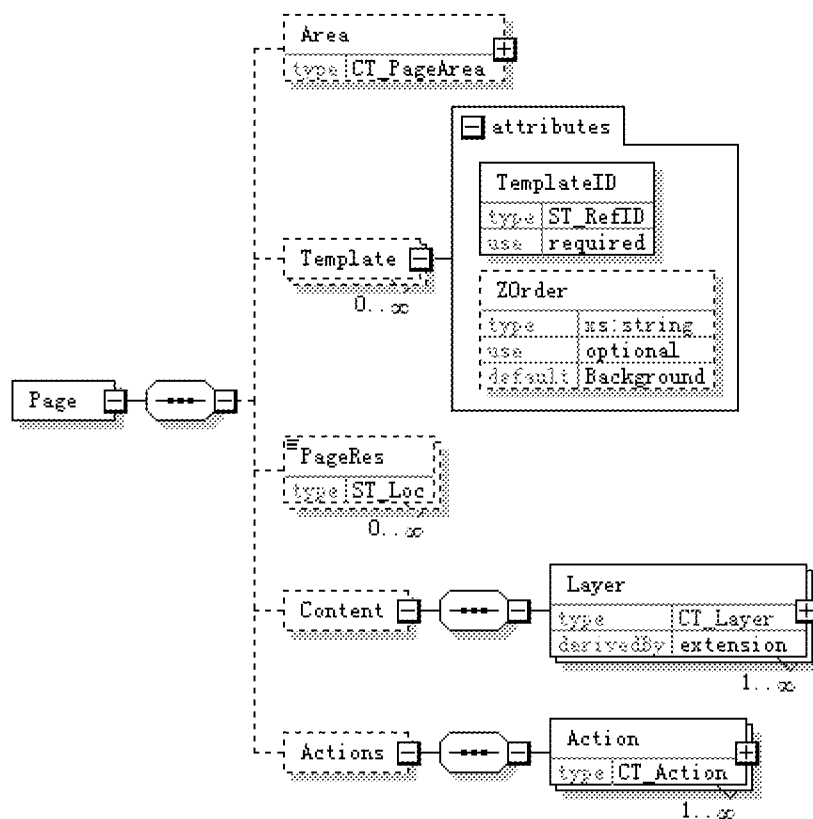 Area
type CT_PageArea
attributes
TemplateID
type ST_RefID
use required
Template
0..∞
ZOrder
type xs:string
use optional
default Background
Page
PageRes
type ST_Loc
0..∞
Layer
Content
type CT_Layer
derivedBy extension
1..∞
Action
Actions
type CT_Action
1..∞